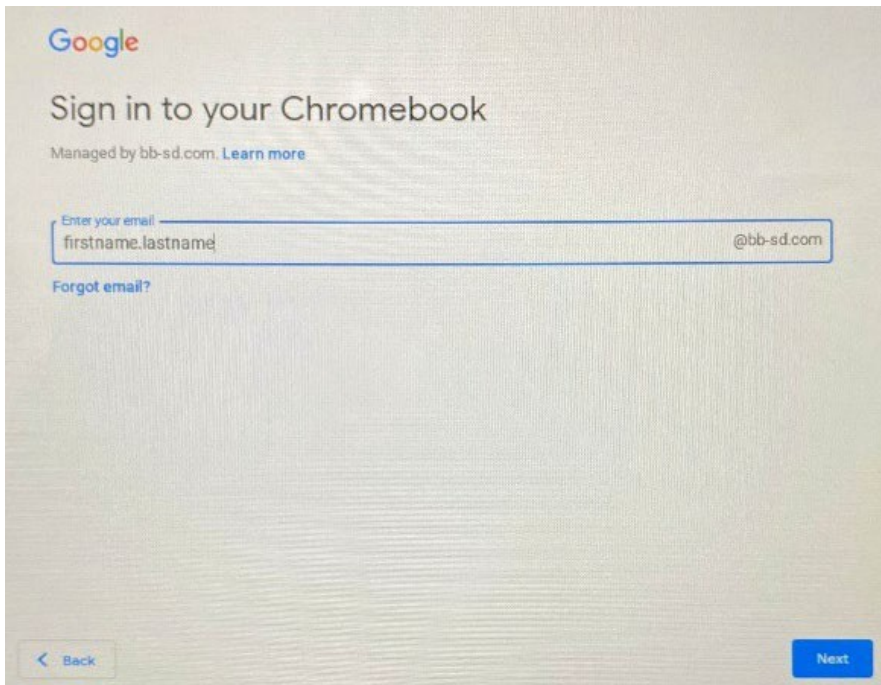 Google
Sign in to your Chromebook
Managed by bb-sd.com. Learn more
Enter your email
firstname.lastname
@bb-sd.com
Forgot email?
Back
Next